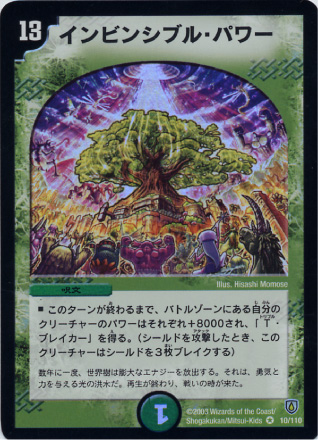 13 インビンシブル・パワー
Illus. Hisashi Momose
呪文
■ このターンが終わるまで、バトルゾーンにある自分の
クリーチャーのパワーはそれぞれ+8000され、「T・
ブレイカー」を得る。(シールドを攻撃したとき、この
クリーチャーはシールドを3枚ブレイクする)
数年に一度、世界樹は膨大なエナジーを放出する。それは、勇気と
力を与える光の洪水だ。再生が終わり、戦いの時が来た。
1
©2003 Wizards of the Coast/
Shogakukan/Mitsui-Kids
10/110